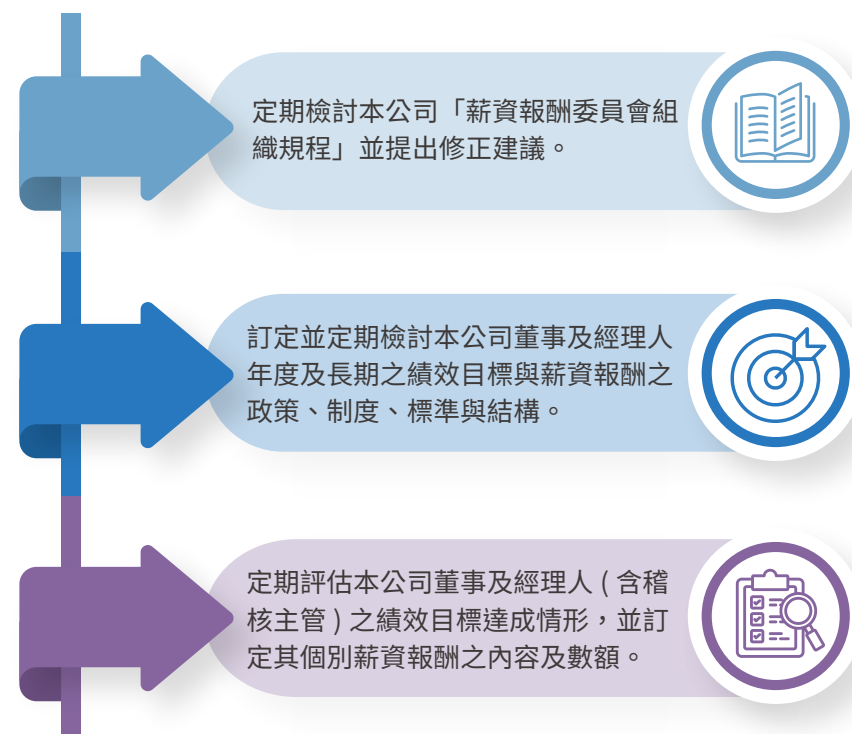 定期檢討本公司「薪資報酬委員會組
織規程」並提出修正建議。
訂定並定期檢討本公司董事及經理人
年度及長期之績效目標與薪資報酬之
政策、制度、標準與結構。
定期評估本公司董事及經理人 ( 含稽
核主管 ) 之績效目標達成情形，並訂
定其個別薪資報酬之內容及數額。